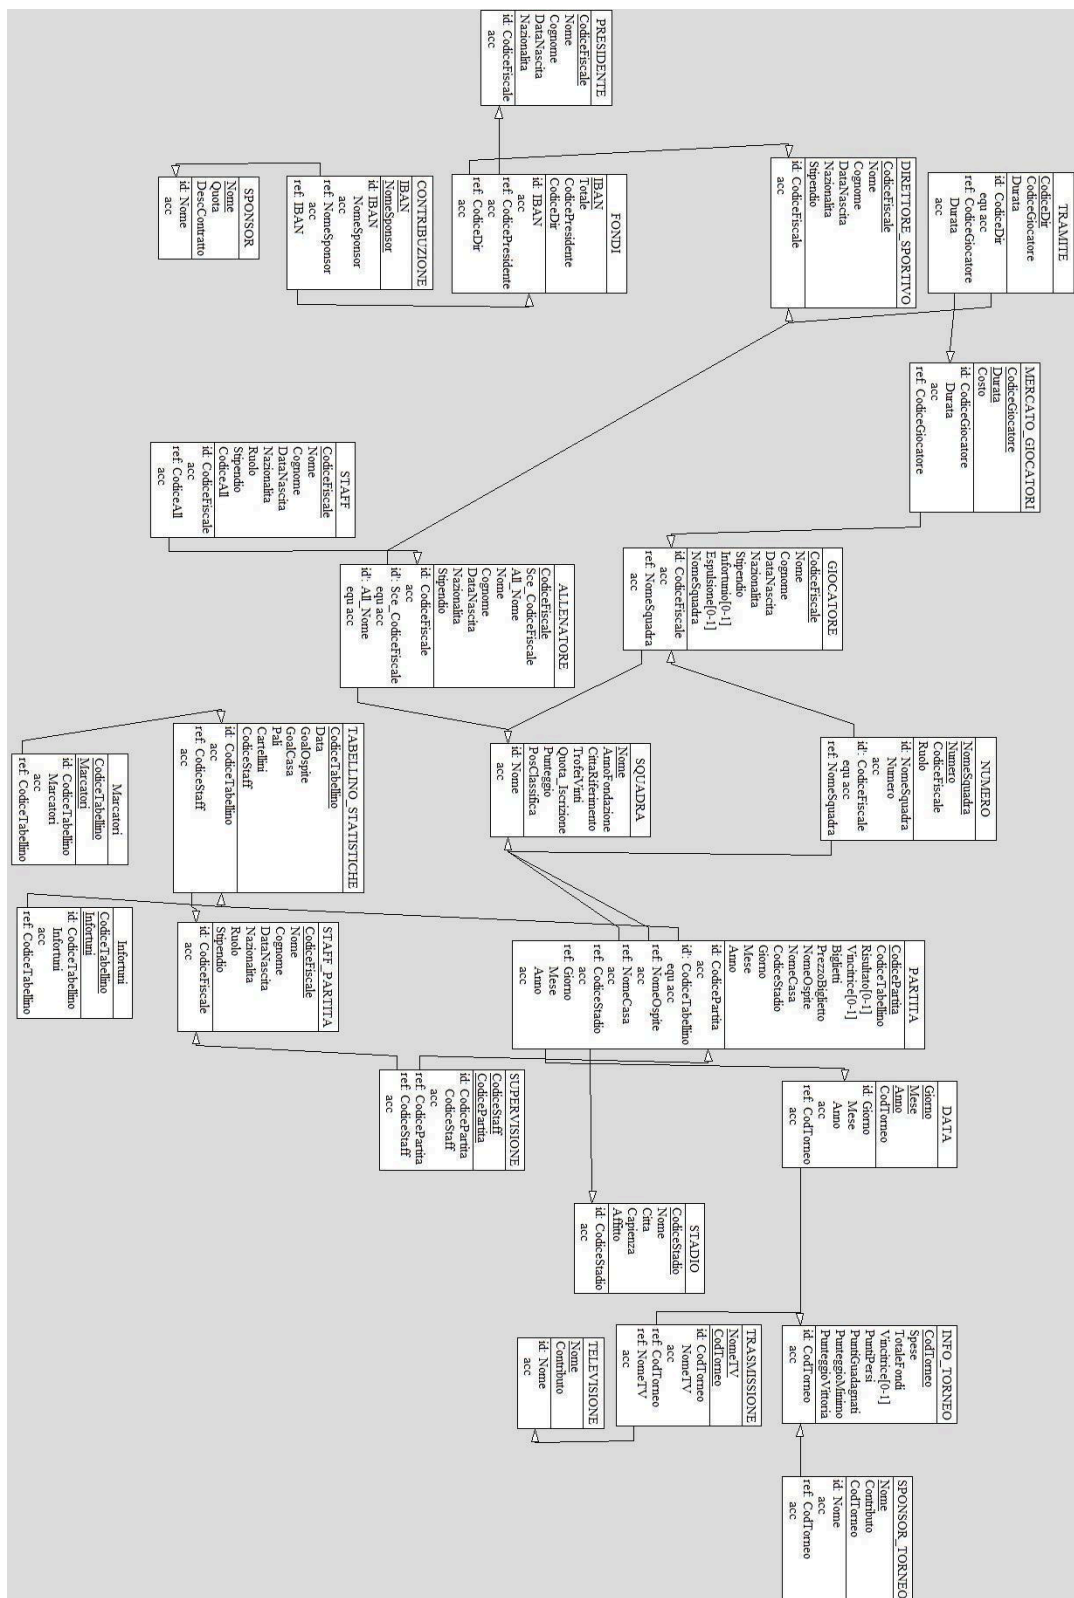 PRESIDENTE
CodiceFiscale
Nome
Cognome
DataNascita
Nazionalita
id: CodiceFiscale
acc
TRAMITE
CodiceDir
CodiceGiocatore
Durata
id: CodiceDir
equ acc
ref: CodiceGiocatore
Durata
acc
DIRETTORE_SPORTIVO
CodiceFiscale
Nome
Cognome
DataNascita
Nazionalita
Stipendio
id: CodiceFiscale
acc
FONDI
IBAN
Totale
CodicePresidente
CodiceDir
id: IBAN
acc
ref: CodicePresidente
acc
ref: CodiceDir
acc
CONTRIBUZIONE
IBAN
NomeSponsor
id: IBAN
NomeSponsor
acc
ref: NomeSponsor
acc
ref: IBAN
SPONSOR
Nome
Quota
DescContratto
id: Nome
acc
MERCATO_GIOCATORI
CodiceGiocatore
Durata
Costo
id: CodiceGiocatore
Durata
acc
ref: CodiceGiocatore
STAFF
CodiceFiscale
Nome
Cognome
DataNascita
Nazionalita
Ruolo
Stipendio
CodiceAll
id: CodiceFiscale
acc
ref: CodiceAll
acc
GIOCATORE
CodiceFiscale
Nome
Cognome
DataNascita
Nazionalita
Stipendio
Infortunio[0-1]
Espulsione[0-1]
NomeSquadra
id: CodiceFiscale
acc
ref: NomeSquadra
acc
ALLENATORE
CodiceFiscale
Sce_CodiceFiscale
All_Nome
Nome
Cognome
DataNascita
Nazionalita
Stipendio
id: CodiceFiscale
acc
id': Sce_CodiceFiscale
equ acc
id': All_Nome
equ acc
NUMERO
NomeSquadra
Numero
CodiceFiscale
Ruolo
id: NomeSquadra
Numero
acc
id': CodiceFiscale
equ acc
ref: NomeSquadra
SQUADRA
Nome
AnnoFondazione
CittaRiferimento
TrofeiVinti
Quota_Iscrizione
Punteggio
PosClassifica
id: Nome
acc
TABELLINO_STATISTICHE
CodiceTabellino
Data
GoalOspite
GoalCasa
Pali
Cartellini
CodiceStaff
id: CodiceTabellino
acc
ref: CodiceStaff
acc
Marcatori
CodiceTabellino
Marcatori
id: CodiceTabellino
Marcatori
acc
ref: CodiceTabellino
PARTITA
CodicePartita
CodiceTabellino
Risultato[0-1]
Vincitrice[0-1]
Biglietti
PrezzoBiglietto
NomeOspite
NomeCasa
CodiceStadio
Giorno
Mese
Anno
id: CodicePartita
acc
id': CodiceTabellino
equ acc
ref: NomeOspite
acc
ref: NomeCasa
acc
ref: CodiceStadio
acc
ref: Giorno
Mese
Anno
acc
STAFF_PARTITA
CodiceFiscale
Nome
Cognome
DataNascita
Nazionalita
Ruolo
Stipendio
id: CodiceFiscale
acc
Infortuni
CodiceTabellino
Infortuni
id: CodiceTabellino
Infortuni
acc
ref: CodiceTabellino
DATA
Giorno
Mese
Anno
CodTorneo
id: Giorno
Mese
Anno
acc
ref: CodTorneo
acc
SUPERVISIONE
CodiceStaff
CodicePartita
id: CodicePartita
CodiceStaff
acc
ref: CodicePartita
ref: CodiceStaff
acc
STADIO
CodiceStadio
Nome
Citta
Capienza
Affitto
id: CodiceStadio
acc
INFO_TORNEO
CodTorneo
Spese
TotaleFondi
Vincitrice[0-1]
PuntiPersi
PuntiGuadagnati
PunteggioMinimo
PunteggioVittoria
id: CodTorneo
acc
TRASMISSIONE
NomeTV
CodTorneo
id: CodTorneo
NomeTV
acc
ref: CodTorneo
ref: NomeTV
acc
TELEVISIONE
Nome
Contributo
id: Nome
acc
SPONSOR_TORNEO
Nome
Contributo
CodTorneo
id: Nome
acc
ref: CodTorneo
acc